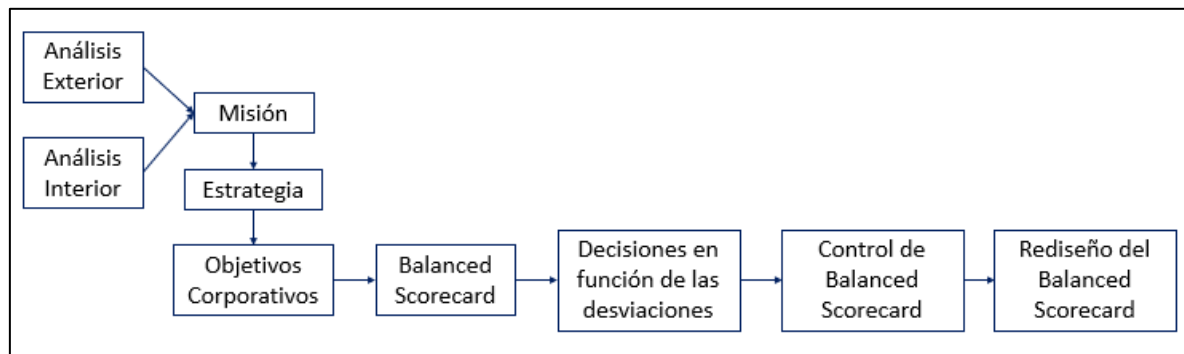 Análisis
Exterior
Análisis
Interior
Misión
Estrategia
Objetivos
Corporativos
Balanced
Scorecard
Decisiones en
función de las
desviaciones
Control de
Balanced
Scorecard
Rediseño del
Balanced
Scorecard